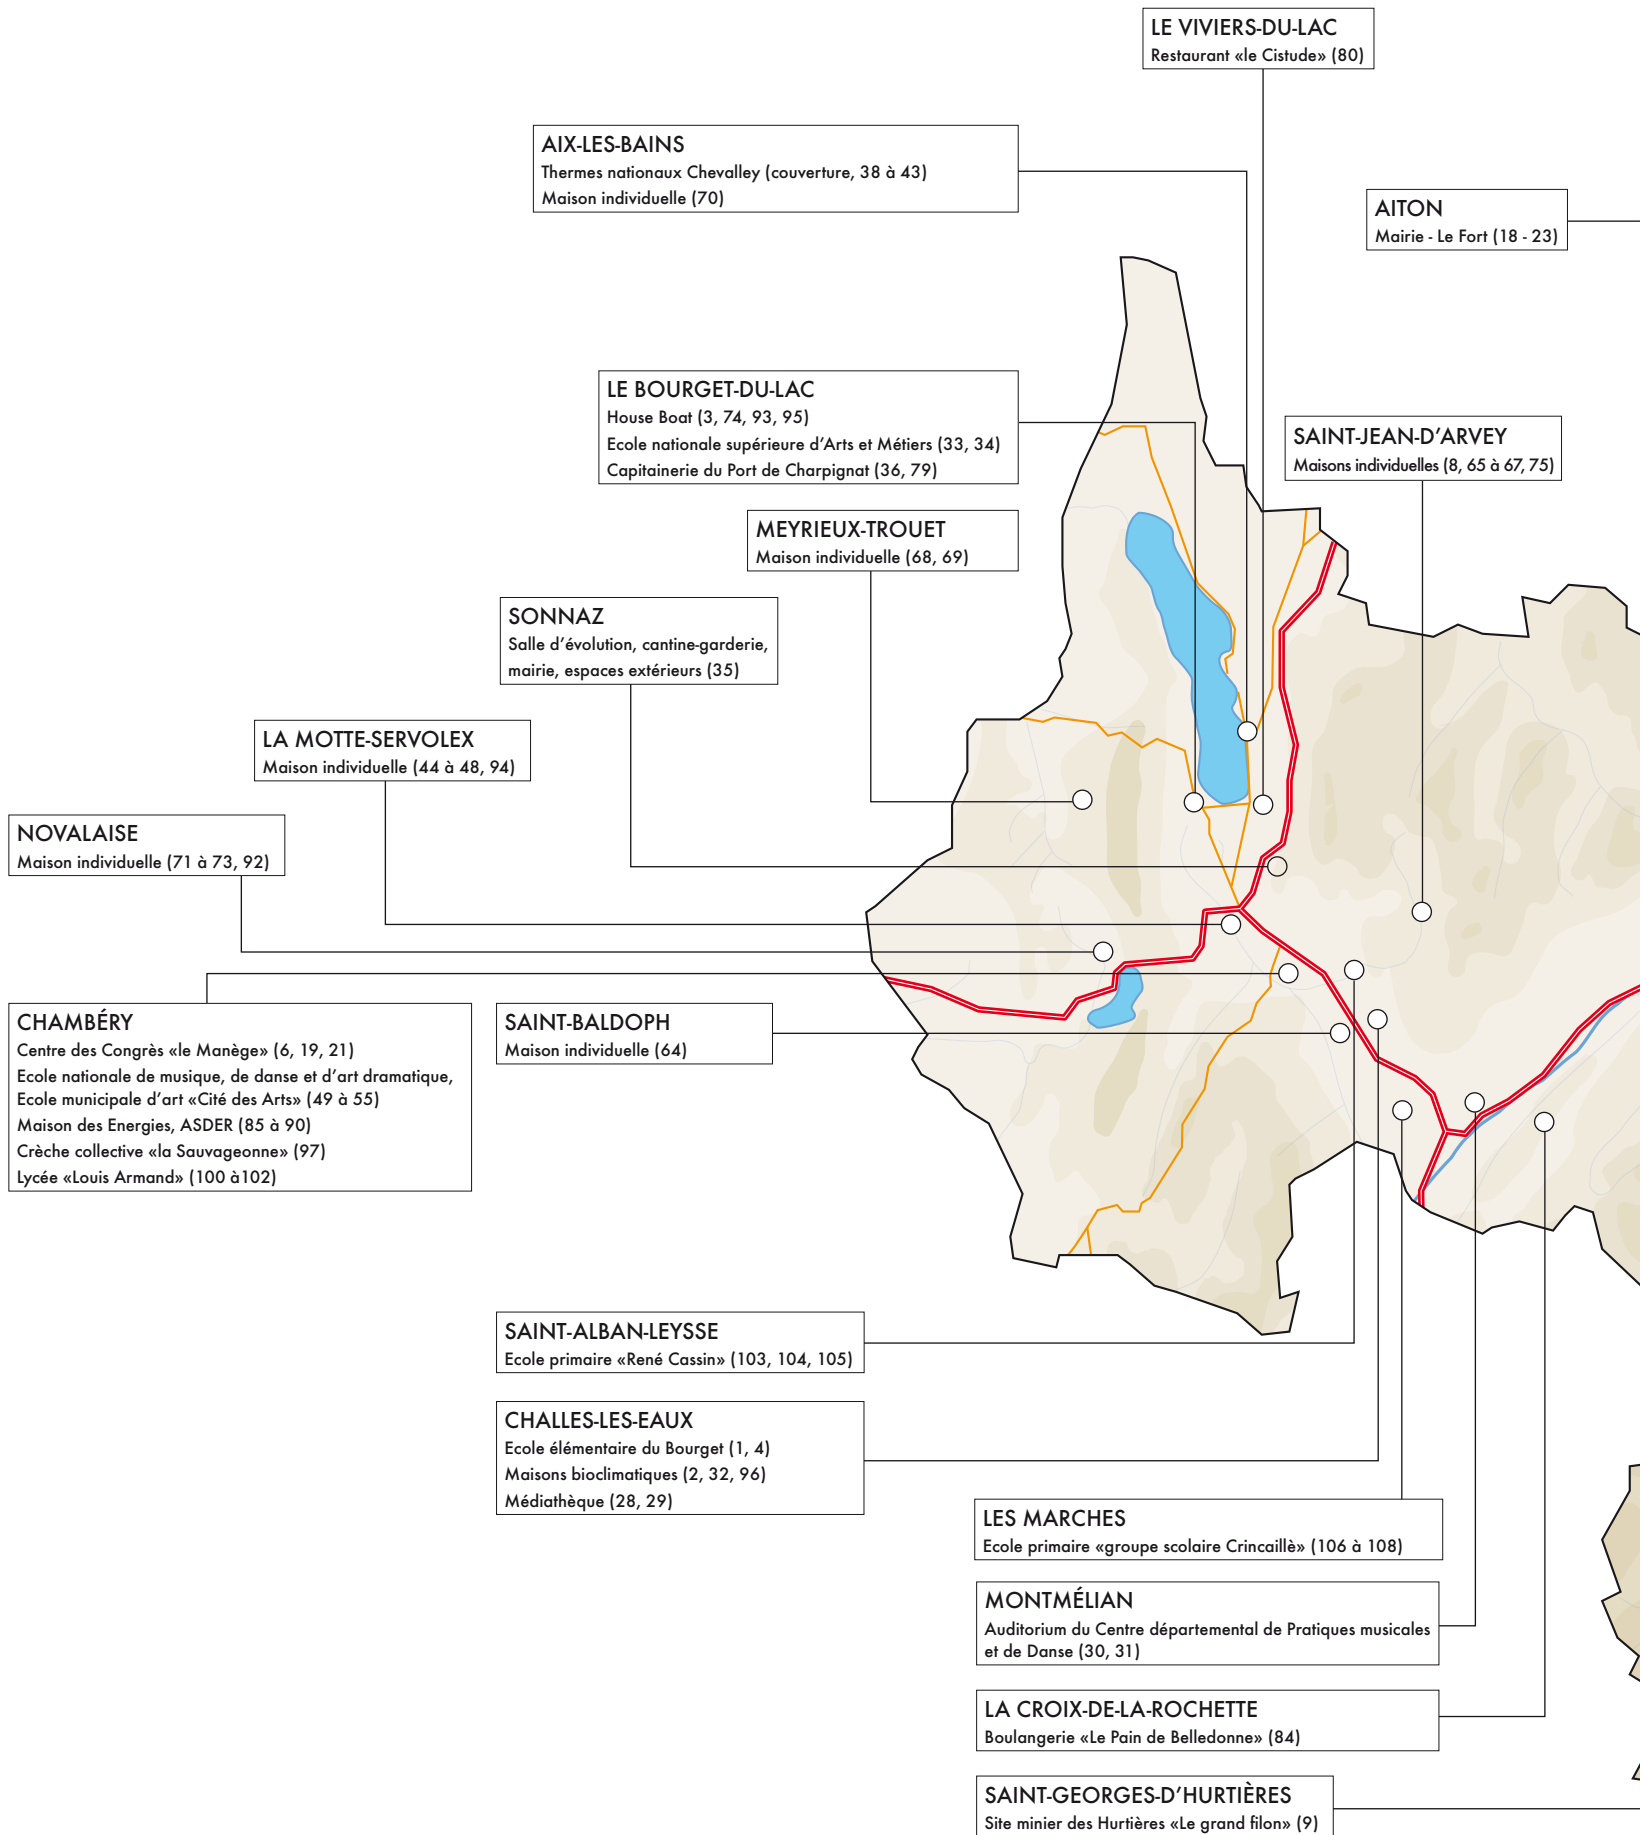 LE VIVIERS-DU-LAC
Restaurant «le Cistude» (80)
AIX-LES-BAINS
Thermes nationaux Chevalley (couverture, 38 à 43)
Maison individuelle (70)
AITON
Mairie - Le Fort (18 - 23)
LE BOURGET-DU-LAC
House Boat (3, 74, 93, 95)
Ecole nationale supérieure d'Arts et Métiers (33, 34)
Capitainerie du Port de Charpignat (36, 79)
SAINT-JEAN-D'ARVEY
Maisons individuelles (8, 65 à 67, 75)
MEYRIEUX-TROUET
Maison individuelle (68, 69)
SONNAZ
Salle d'évolution, cantine-garderie,
mairie, espaces extérieurs (35)
LA MOTTE-SERVOLEX
Maison individuelle (44 à 48, 94)
NOVALAISE
Maison individuelle (71 à 73, 92)
CHAMBÉRY
Centre des Congrès «le Manège» (6, 19, 21)
Ecole nationale de musique, de danse et d'art dramatique,
Ecole municipale d'art «Cité des Arts» (49 à 55)
Maison des Energies, ASDER (85 à 90)
Crèche collective «la Sauvageonne» (97)
Lycée «Louis Armand» (100 à102)
SAINT-BALDOPH
Maison individuelle (64)
SAINT-ALBAN-LEYSSE
Ecole primaire «René Cassin» (103, 104, 105)
CHALLES-LES-EAUX
Ecole élémentaire du Bourget (1, 4)
Maisons bioclimatiques (2, 32, 96)
Médiathèque (28, 29)
LES MARCHES
Ecole primaire «groupe scolaire Crincaillè» (106 à 108)
MONTMÉLIAN
Auditorium du Centre départemental de Pratiques musicales
et de Danse (30, 31)
LA CROIX-DE-LA-ROCHETTE
Boulangerie «Le Pain de Belledonne» (84)
SAINT-GEORGES-D'HURTIÈRES
Site minier des Hurtières «Le grand filon» (9)